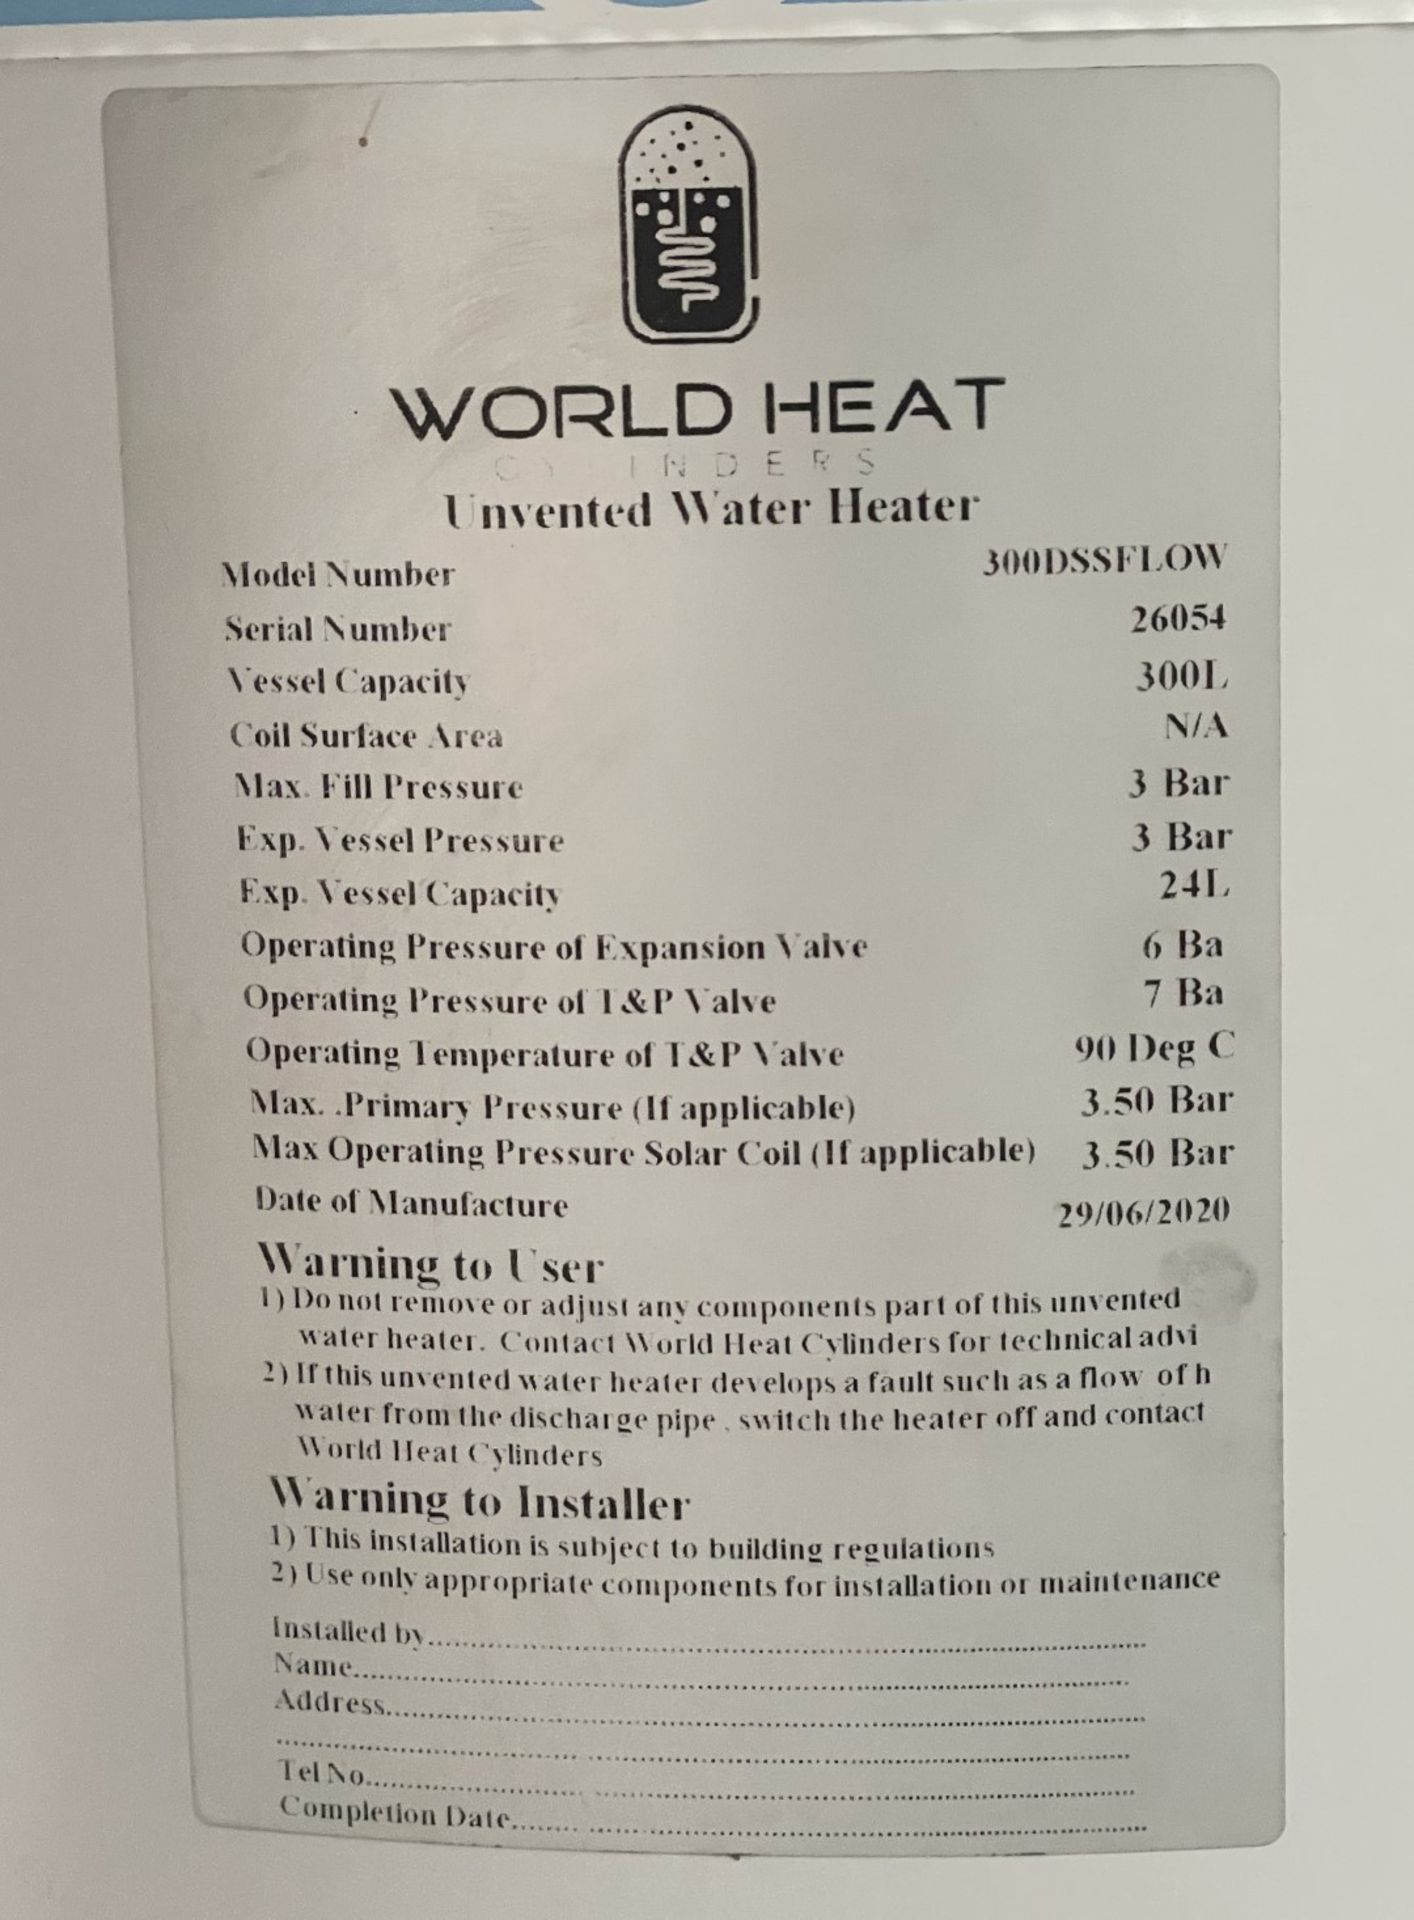 WORLD HEAT
CYLINDERS
Unvented Water Heater
Model Number 300DSSFLOW
Serial Number 26054
Vessel Capacity 300L
Coil Surface Area N/A
Max. Fill Pressure 3 Bar
Exp. Vessel Pressure 3 Bar
Exp. Vessel Capacity 24L
Operating Pressure of Expansion Valve 6 Ba
Operating Pressure of T&P Valve 7 Ba
Operating Temperature of T&P Valve 90 Deg C
Max. .Primary Pressure (If applicable) 3.50 Bar
Max Operating Pressure Solar Coil (If applicable) 3.50 Bar
Date of Manufacture 29/06/2020
Warning to User
1) Do not remove or adjust any components part of this unvented
water heater. Contact World Heat Cylinders for technical advi
2) If this unvented water heater develops a fault such as a flow of h
water from the discharge pipe , switch the heater off and contact
World Heat Cylinders
Warning to Installer
1) This installation is subject to building regulations
2) Use only appropriate components for installation or maintenance
Installed by
Name
Address
Tel No
Completion Date